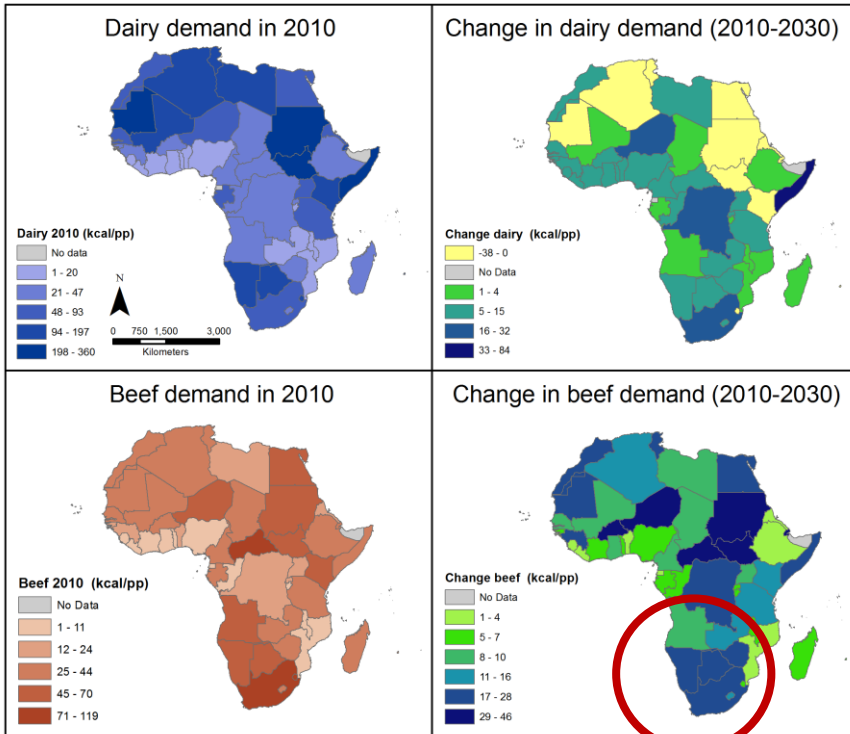 Dairy demand in 2010
Dairy 2010 (kcal/pp)
No data
1 - 20
21 - 47
48 - 93
94 - 197
198 - 360
N
0 750 1,500 3,000
Kilometers
Change in dairy demand (2010-2030)
Change dairy (kcal/pp)
-38 - 0
No Data
1 - 4
5 - 15
16 - 32
33 - 84
Beef demand in 2010
Beef 2010 (kcal/pp)
No Data
1 - 11
12 - 24
25 - 44
45 - 70
71 - 119
Change in beef demand (2010-2030)
Change beef (kcal/pp)
No Data
1 - 4
5 - 7
8 - 10
11 - 16
17 - 28
29 - 46